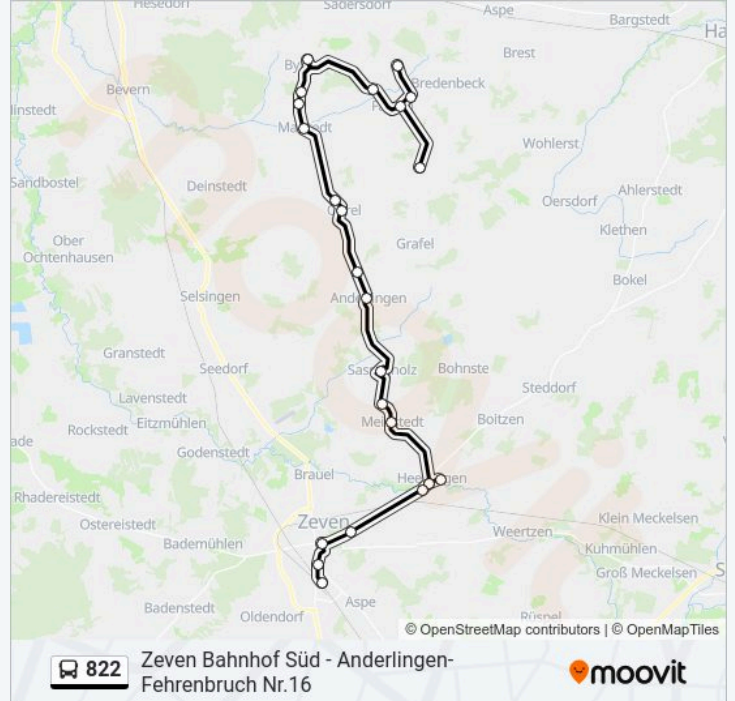 Hesedorf
Sadersdorf
Aspe
Bargstedt
Brest
Bredenbeck
Bevern
Wohlerst
Deinstedt
Sandbostel
Ahlerstedt
Oersdorf
Ober
Ochtenhausen
Klethen
Grafel
Bokel
Selsingen
Granstedt
Seedorf
Bohnste
Steddorf
Lavenstedt
Eitzmühlen
Rockstedt
Boitzen
Godenstedt
Brauel
Rhadereistedt
Zeven
Ostereistedt
Klein Meckelsen
Weertzen
Bademühlen
Kuhmühlen
Groß Meckelsen
Badenstedt
Aspe
Oldendorf
Rüspel
© OpenStreetMap contributors | © OpenMapTiles
822
Zeven Bahnhof Süd - Anderlingen-
Fehrenbruch Nr.16
moovit